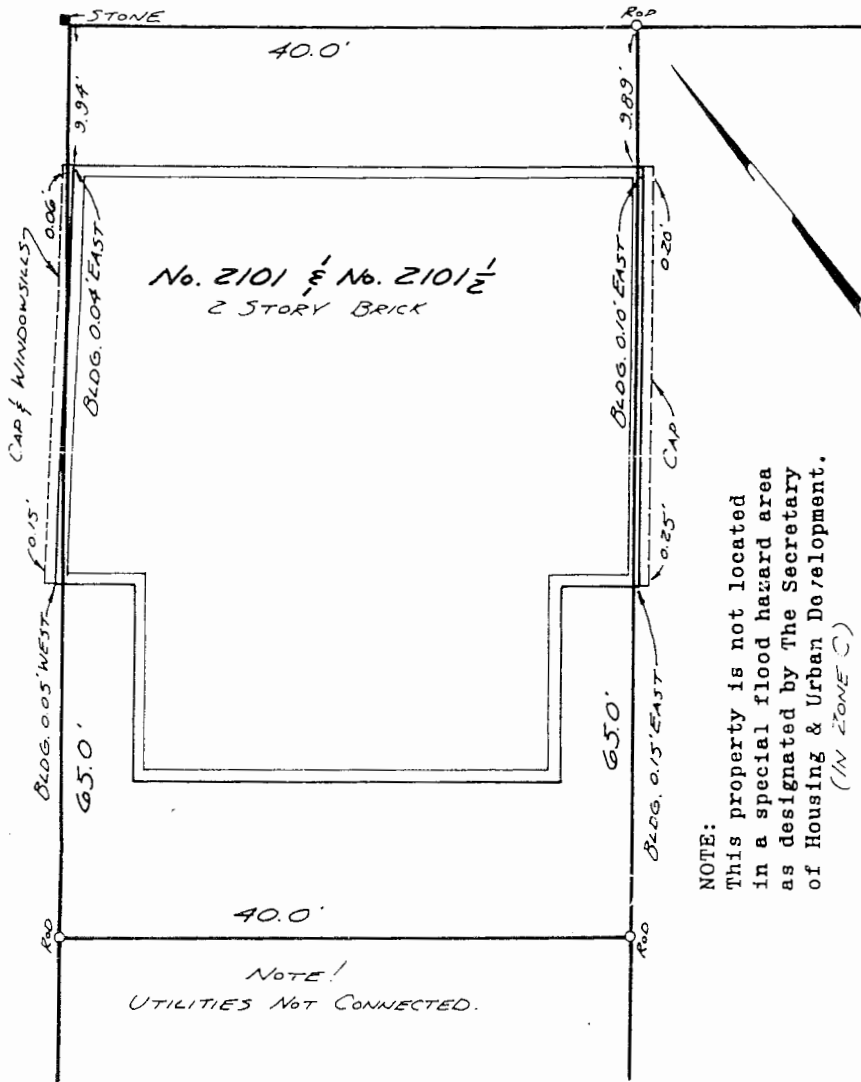 STONE
ROD
40.0'
9.94'
9.89'
0.06'
0.20'
CAP & WINDOWSILLS
BLDG. 0.04' EAST
No. 2101 & No. 2101 1/2
2 STORY BRICK
BLDG. 0.10' EAST
CAP
0.15'
0.25'
BLDG. 0.05' WEST
65.0'
65.0'
BLDG. 0.15' EAST
NOTE:
This property is not located
in a special flood hazard area
as designated by The Secretary
of Housing & Urban Development.
(IN ZONE C)
ROD
40.0'
ROD
NOTE!
UTILITIES NOT CONNECTED.